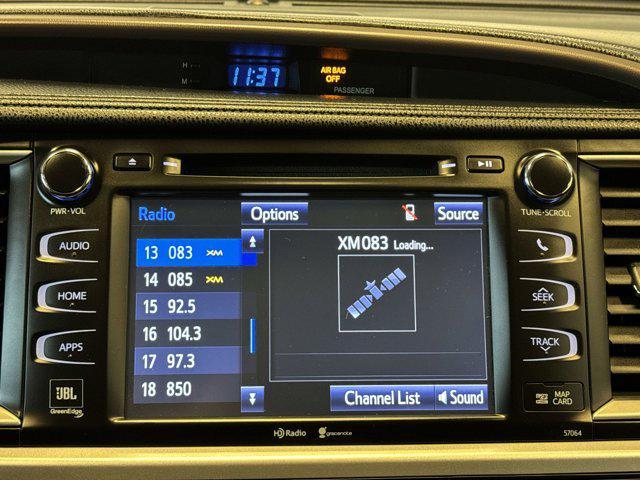 H
M
11:37
AIR BAG
OFF
PASSENGER
PWR•VOL
TUNE•SCROLL
Radio
Options
Source
AUDIO
HOME
APPS
13 083 XM
14 085 XM
15 92.5
16 104.3
17 97.3
18 850
XM083 Loading...
Channel List
Sound
SEEK
TRACK
JBL
GreenEdge
MAP
CARD
HD Radio
gracenote
57064